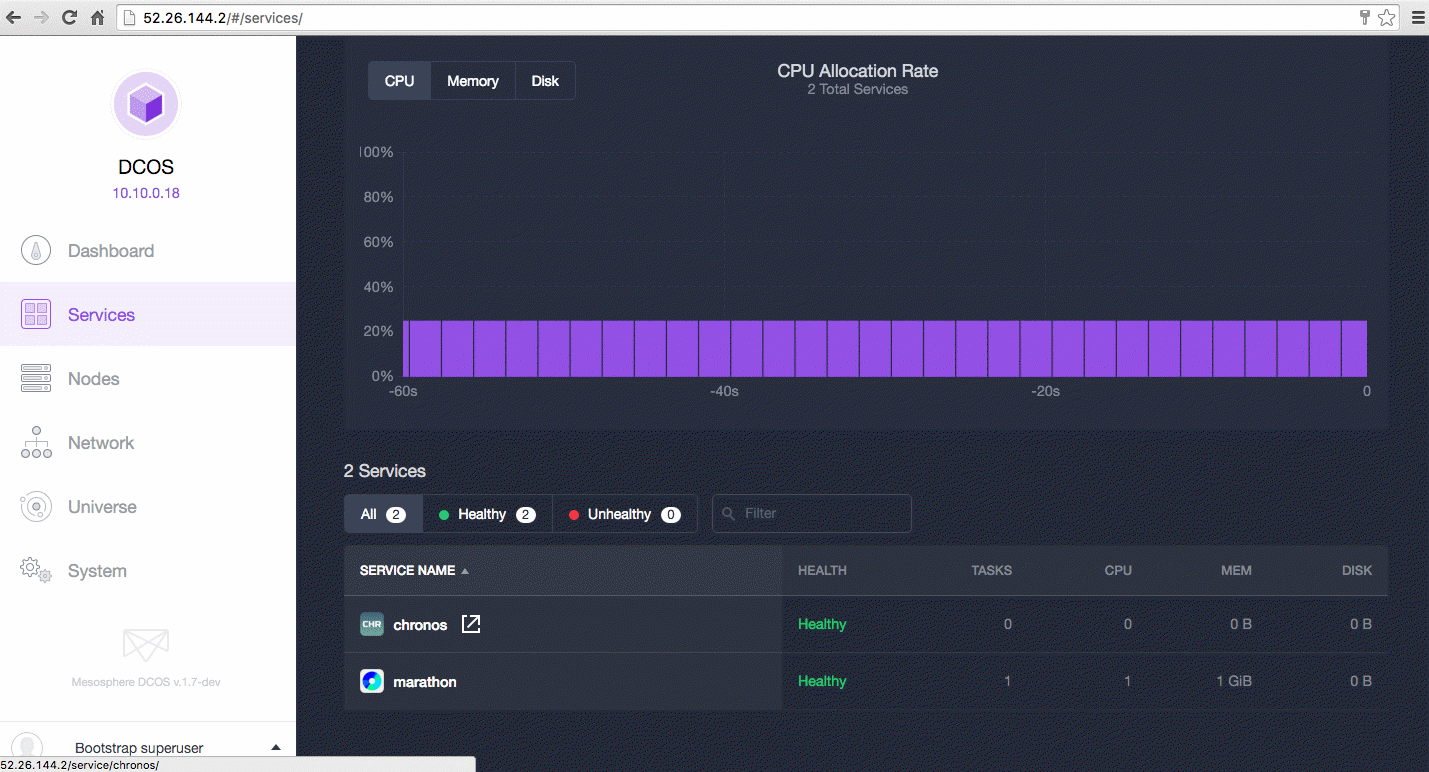 52.26.144.2/#/services/
DCOS
10.10.0.18
Dashboard
Services
Nodes
Network
Universe
System
Mesosphere DCOS v.1.7-dev
Bootstrap superuser
52.26.144.2/service/chronos/
CPU Memory Disk
CPU Allocation Rate
2 Total Services
100%
80%
60%
40%
20%
0%
-60s -40s -20s 0
2 Services
All 2 Healthy 2 Unhealthy 0 Filter
SERVICE NAME HEALTH TASKS CPU MEM DISK
CHR chronos Healthy 0 0 0 B 0 B
marathon Healthy 1 1 1 GiB 0 B